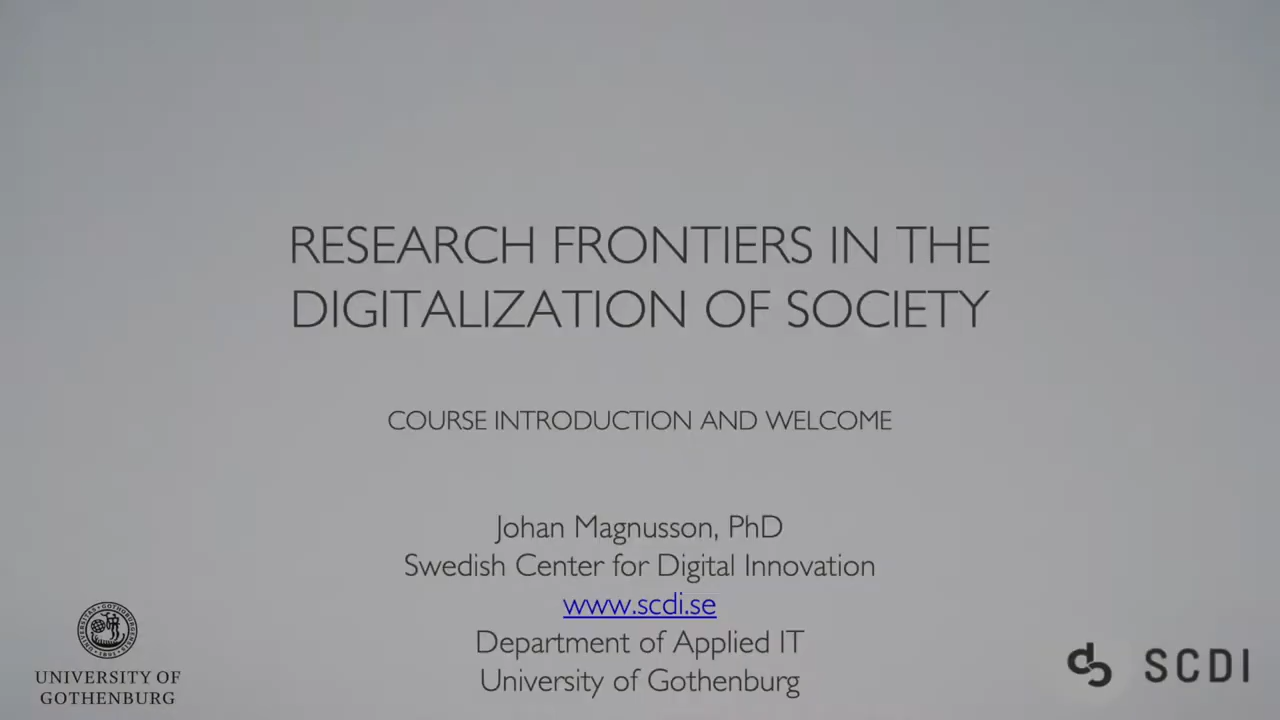 RESEARCH FRONTIERS IN THE
DIGITALIZATION OF SOCIETY
COURSE INTRODUCTION AND WELCOME
Johan Magnusson, PhD
Swedish Center for Digital Innovation
www.scdi.se
Department of Applied IT
University of Gothenburg
UNIVERSITY OF
GOTHENBURG
SCDI